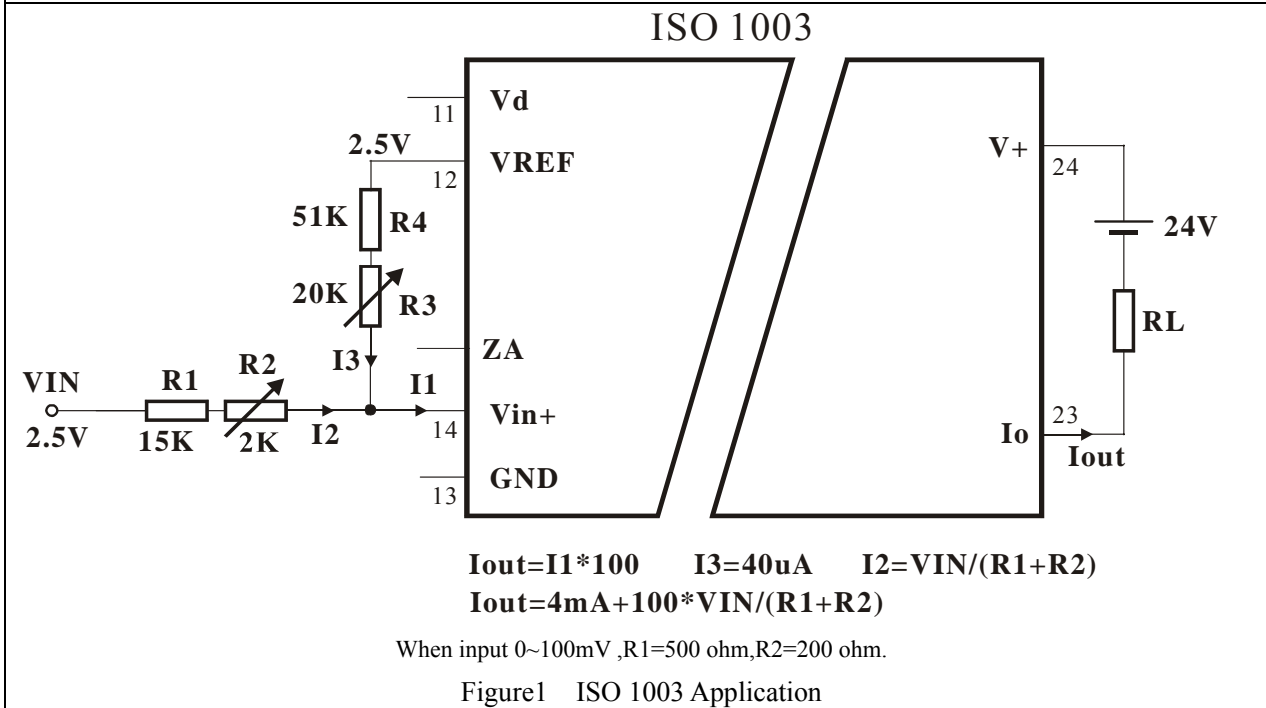 ISO 1003
Vd
11
2.5V
VREF
12
V+
24
51K
R4
24V
20K
R3
RL
ZA
I3
VIN
R1
R2
I1
Vin+
14
2.5V
15K
2K
I2
23
Io
Iout
GND
13
Iout=I1*100 I3=40uA I2=VIN/(R1+R2)
Iout=4mA+100*VIN/(R1+R2)
When input 0~100mV ,R1=500 ohm,R2=200 ohm.
Figure1 ISO 1003 Application